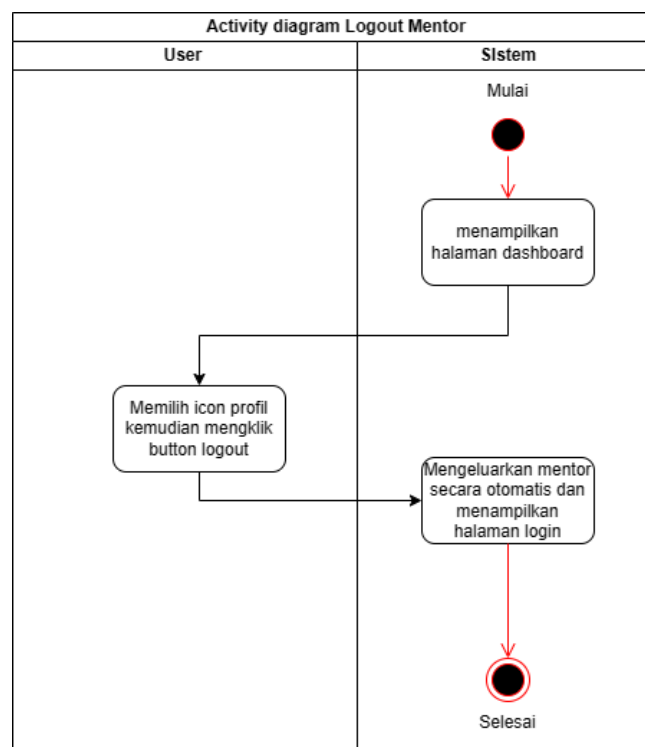 Activity diagram Logout Mentor
User
SIstem
Mulai
menampilkan
halaman dashboard
Memilih icon profil
kemudian mengklik
button logout
Mengeluarkan mentor
secara otomatis dan
menampilkan
halaman login
Selesai